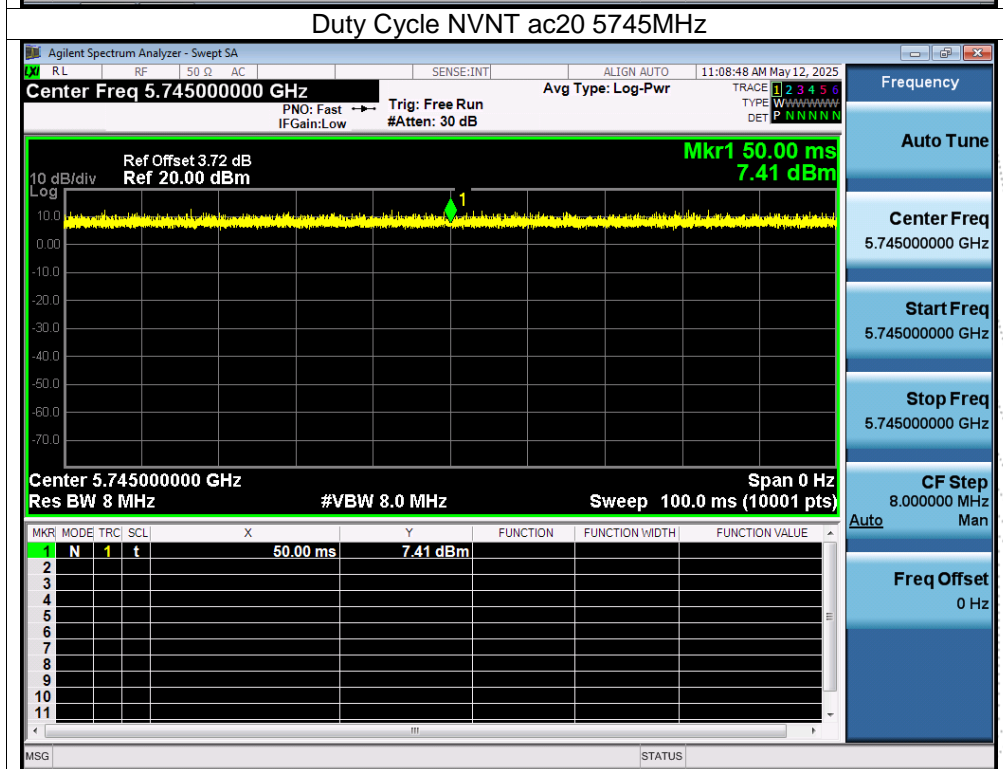 Duty Cycle NVNT ac20 5745MHz
Agilent Spectrum Analyzer - Swept SA
LXI RL RF 50 Ω AC SENSE:INT ALIGN AUTO 11:08:48 AM May 12, 2025
Center Freq 5.745000000 GHz
PNO: Fast
IFGain:Low
Trig: Free Run
#Atten: 30 dB
Avg Type: Log-Pwr
TRACE 1 2 3 4 5 6
TYPE WWWWWW
DET P N N N N N
Ref Offset 3.72 dB
Ref 20.00 dBm
10 dB/div
Log
Mkr1 50.00 ms
7.41 dBm
1
10.0
0.00
-10.0
-20.0
-30.0
-40.0
-50.0
-60.0
-70.0
Center 5.745000000 GHz Span 0 Hz
Res BW 8 MHz #VBW 8.0 MHz Sweep 100.0 ms (10001 pts)
MKR MODE TRC SCL X Y FUNCTION FUNCTION WIDTH FUNCTION VALUE
1 N 1 t 50.00 ms 7.41 dBm
2
3
4
5
6
7
8
9
10
11
MSG STATUS
Frequency
Auto Tune
Center Freq
5.745000000 GHz
Start Freq
5.745000000 GHz
Stop Freq
5.745000000 GHz
CF Step
8.000000 MHz
Auto Man
Freq Offset
0 Hz